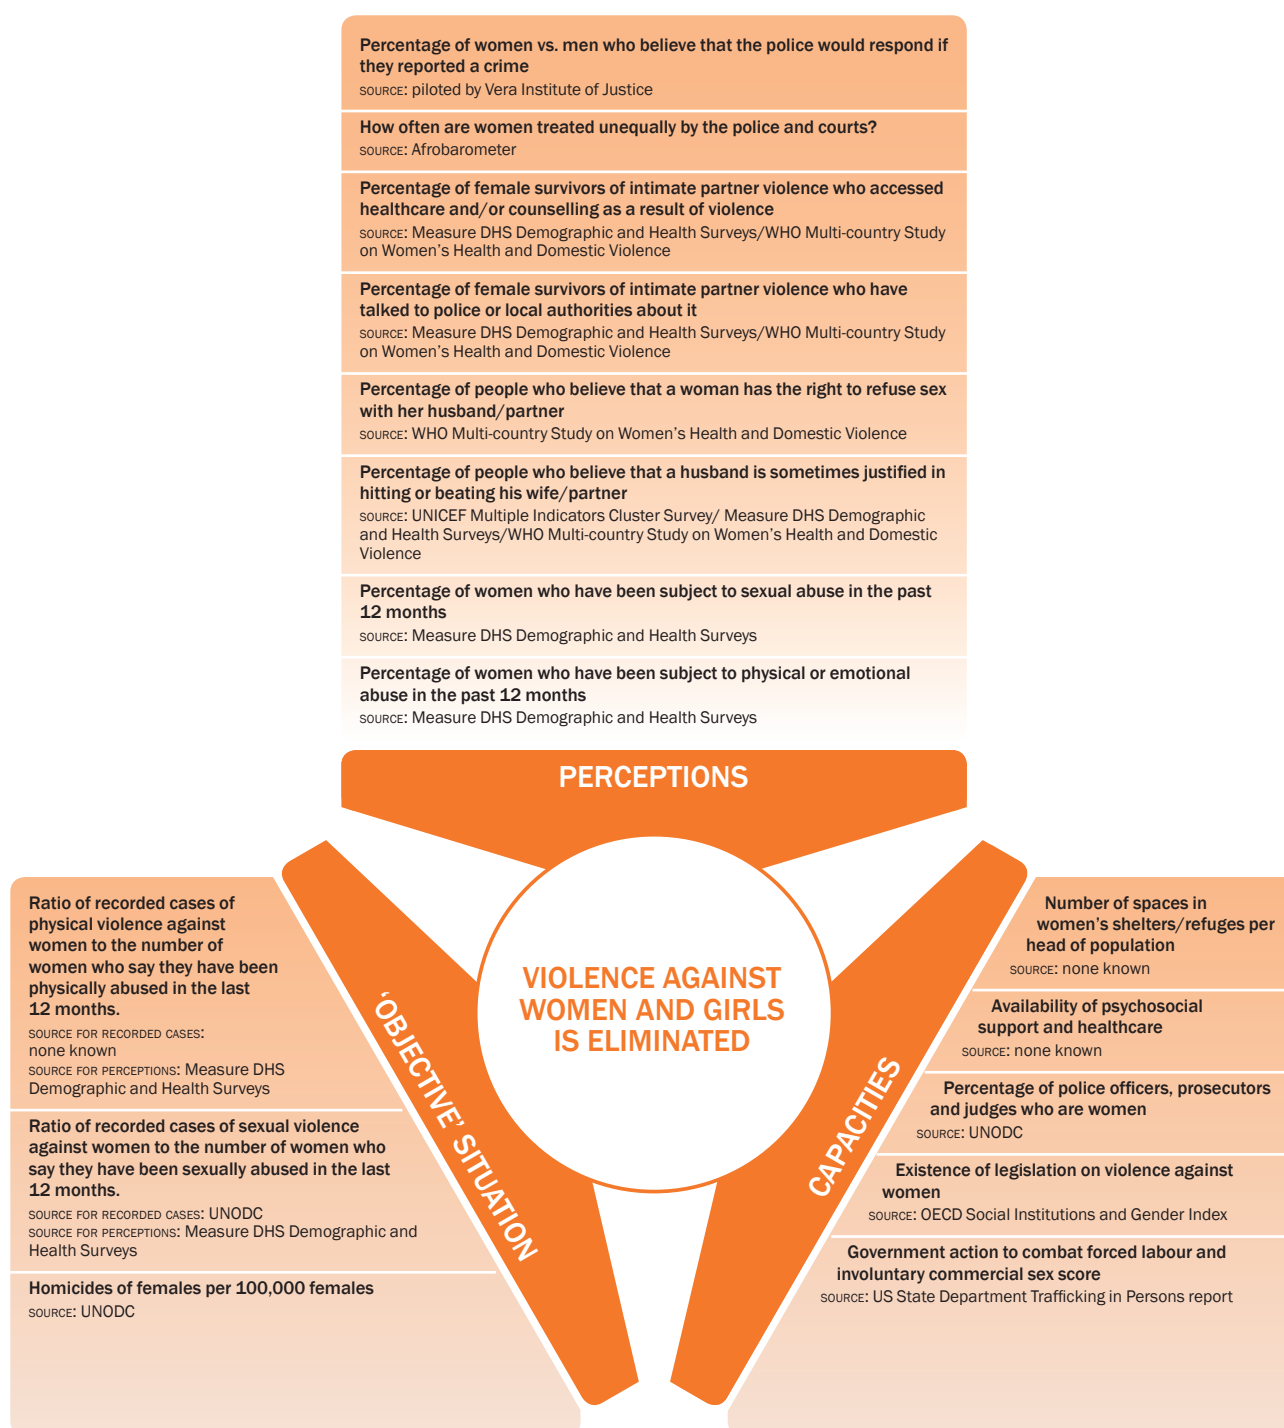 Percentage of women vs. men who believe that the police would respond if
they reported a crime
SOURCE: piloted by Vera Institute of Justice
How often are women treated unequally by the police and courts?
SOURCE: Afrobarometer
Percentage of female survivors of intimate partner violence who accessed
healthcare and/or counselling as a result of violence
SOURCE: Measure DHS Demographic and Health Surveys/WHO Multi-country Study
on Women's Health and Domestic Violence
Percentage of female survivors of intimate partner violence who have
talked to police or local authorities about it
SOURCE: Measure DHS Demographic and Health Surveys/WHO Multi-country Study
on Women's Health and Domestic Violence
Percentage of people who believe that a woman has the right to refuse sex
with her husband/partner
SOURCE: WHO Multi-country Study on Women's Health and Domestic Violence
Percentage of people who believe that a husband is sometimes justified in
hitting or beating his wife/partner
SOURCE: UNICEF Multiple Indicators Cluster Survey/ Measure DHS Demographic
and Health Surveys/WHO Multi-country Study on Women's Health and Domestic
Violence
Percentage of women who have been subject to sexual abuse in the past
12 months
SOURCE: Measure DHS Demographic and Health Surveys
Percentage of women who have been subject to physical or emotional
abuse in the past 12 months
SOURCE: Measure DHS Demographic and Health Surveys
PERCEPTIONS
VIOLENCE AGAINST
WOMEN AND GIRLS
IS ELIMINATED
'OBJECTIVE' SITUATION
Ratio of recorded cases of
physical violence against
women to the number of
women who say they have been
physically abused in the last
12 months.
SOURCE FOR RECORDED CASES:
none known
SOURCE FOR PERCEPTIONS: Measure DHS
Demographic and Health Surveys
Ratio of recorded cases of sexual violence
against women to the number of women who
say they have been sexually abused in the last
12 months.
SOURCE FOR RECORDED CASES: UNODC
SOURCE FOR PERCEPTIONS: Measure DHS Demographic and
Health Surveys
Homicides of females per 100,000 females
SOURCE: UNODC
CAPACITIES
Number of spaces in
women's shelters/refuges per
head of population
SOURCE: none known
Availability of psychosocial
support and healthcare
SOURCE: none known
Percentage of police officers, prosecutors
and judges who are women
SOURCE: UNODC
Existence of legislation on violence against
women
SOURCE: OECD Social Institutions and Gender Index
Government action to combat forced labour and
involuntary commercial sex score
SOURCE: US State Department Trafficking in Persons report